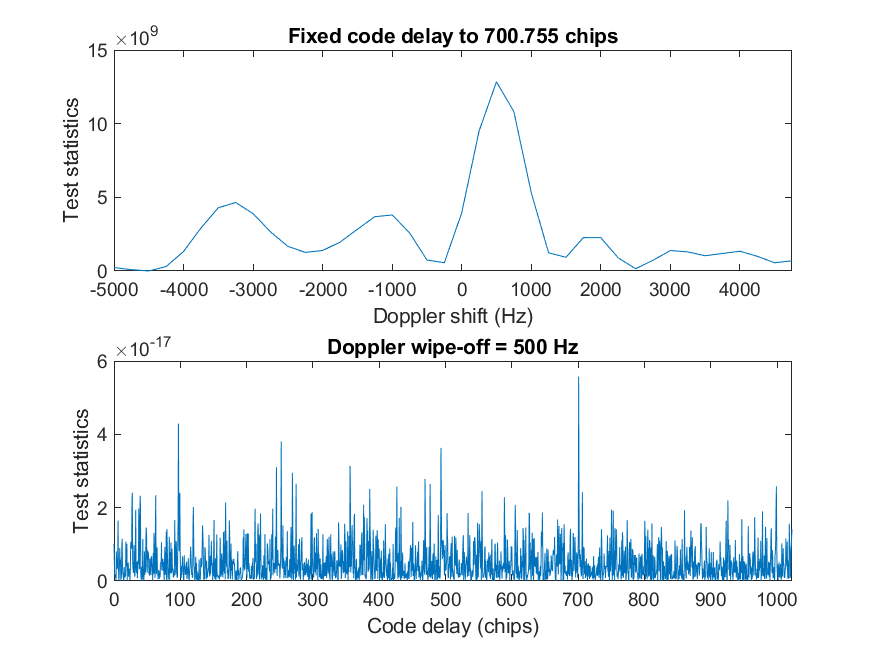 ×10⁹
Fixed code delay to 700.755 chips
15
10
5
0
Test statistics
-5000 -4000 -3000 -2000 -1000 0 1000 2000 3000 4000
Doppler shift (Hz)
×10⁻¹⁷
Doppler wipe-off = 500 Hz
6
4
2
0
Test statistics
0 100 200 300 400 500 600 700 800 900 1000
Code delay (chips)